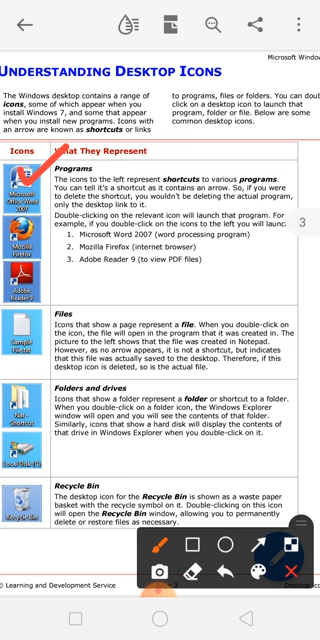 Microsoft Window
UNDERSTANDING DESKTOP ICONS
The Windows desktop contains a range of
icons, some of which appear when you
install Windows 7, and some that appear
when you install new programs. Icons with
an arrow are known as shortcuts or links
to programs, files or folders. You can doub
click on a desktop icon to launch that
program, folder or file. Below are some
common desktop icons.
Icons
What They Represent
Microsoft
Office Word
2007
Mozilla
Firefox
Adobe
Reader 9
Programs
The icons to the left represent shortcuts to various programs.
You can tell it's a shortcut as it contains an arrow. So, if you were
to delete the shortcut, you wouldn't be deleting the actual program,
only the desktop link to it.
Double-clicking on the relevant icon will launch that program. For
example, if you double-click on the icons to the left you will launc
1. Microsoft Word 2007 (word processing program)
2. Mozilla Firefox (internet browser)
3. Adobe Reader 9 (to view PDF files)
3
Sample
File.txt
Files
Icons that show a page represent a file. When you double-click on
the icon, the file will open in the program that it was created in. The
picture to the left shows that the file was created in Notepad.
However, as no arrow appears, it is not a shortcut, but indicates
that this file was actually saved to the desktop. Therefore, if this
desktop icon is deleted, so is the actual file.
Nat -
Shortcut
Local Disk (C)
Folders and drives
Icons that show a folder represent a folder or shortcut to a folder.
When you double-click on a folder icon, the Windows Explorer
window will open and you will see the contents of that folder.
Similarly, icons that show a hard disk will display the contents of
that drive in Windows Explorer when you double-click on it.
Recycle Bin
Recycle Bin
The desktop icon for the Recycle Bin is shown as a waste paper
basket with the recycle symbol on it. Double-clicking on this icon
will open the Recycle Bin window, allowing you to permanently
delete or restore files as necessary.
© Learning and Development Service
Desktop